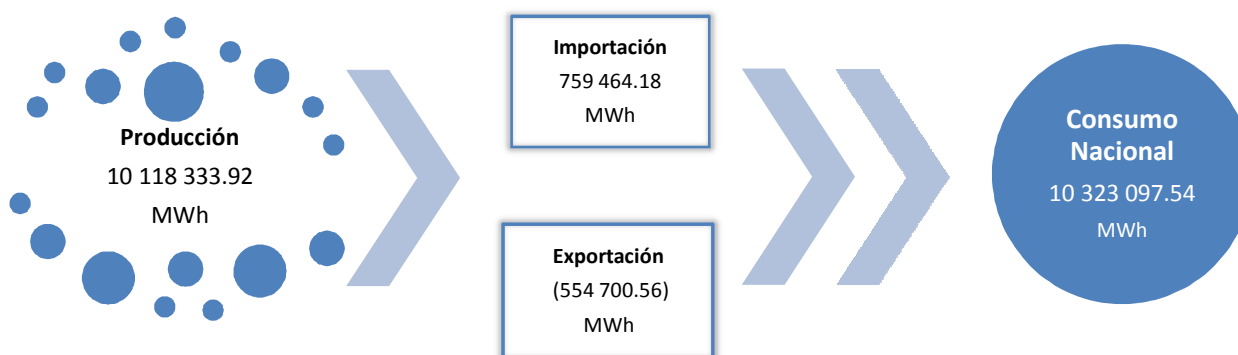 Producción
10 118 333.92
MWh
Importación
759 464.18
MWh
Exportación
(554 700.56)
MWh
Consumo
Nacional
10 323 097.54
MWh